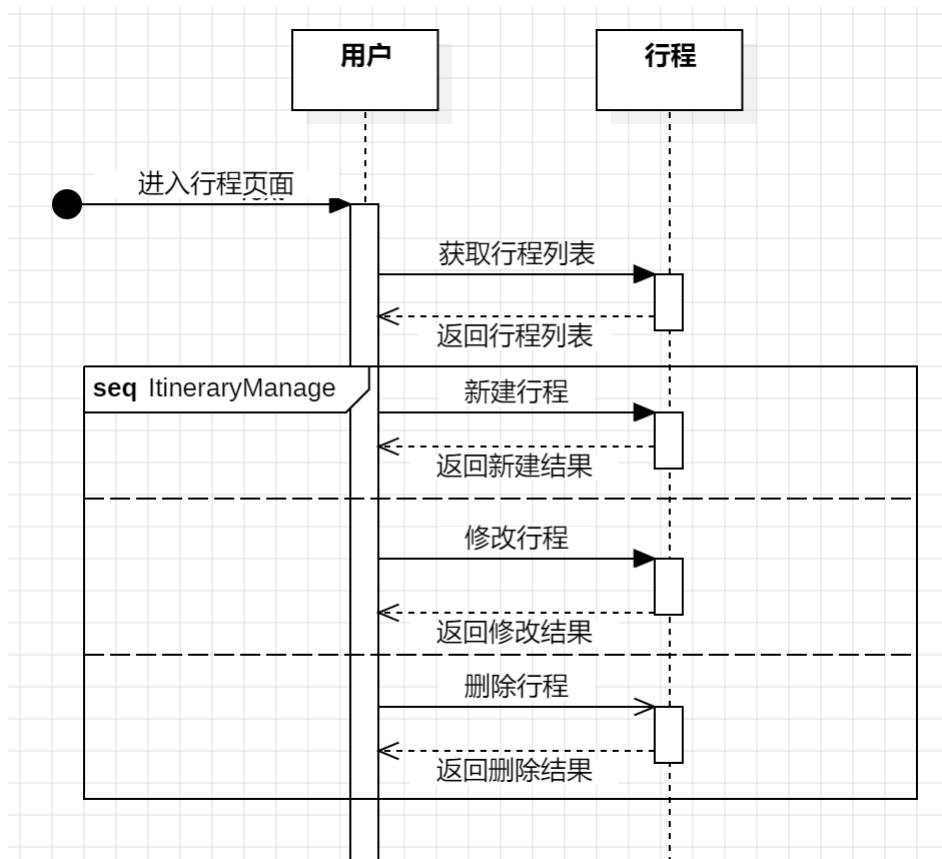 用户
行程
进入行程页面
获取行程列表
返回行程列表
seq ItineraryManage
新建行程
返回新建结果
修改行程
返回修改结果
删除行程
返回删除结果